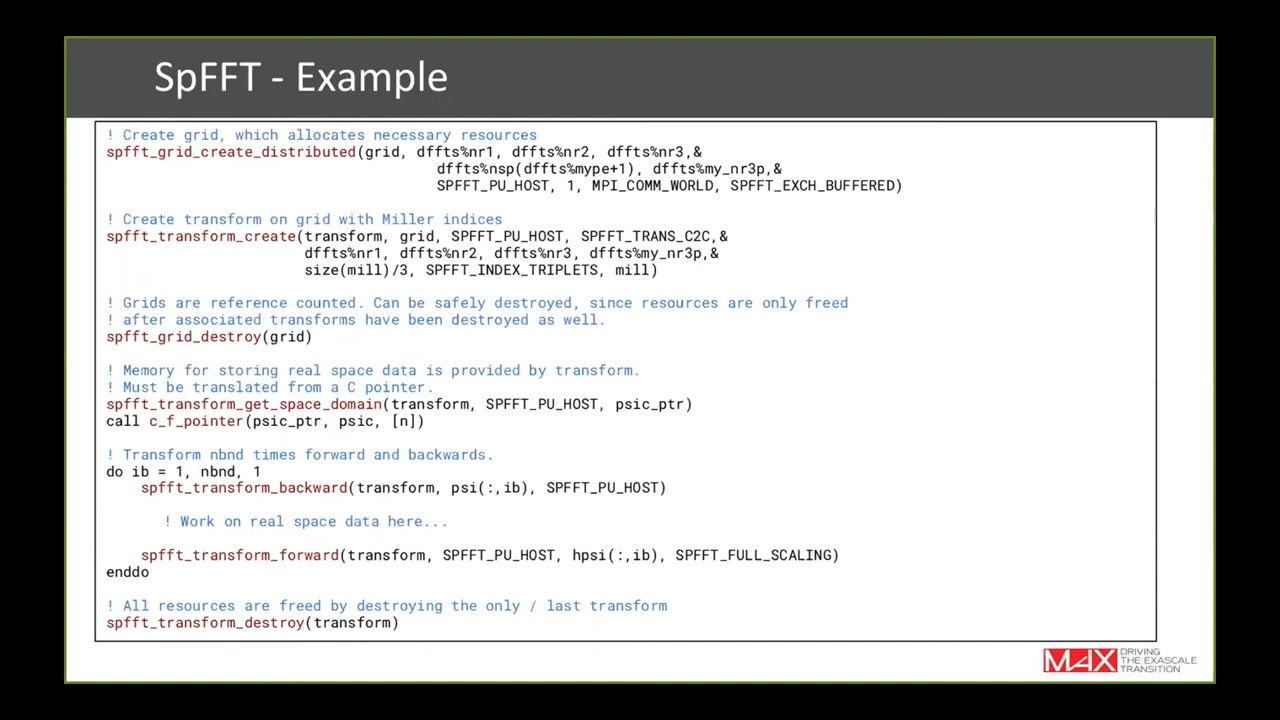 SpFFT - Example
! Create grid, which allocates necessary resources
spfft_grid_create_distributed(grid, dffts%nr1, dffts%nr2, dffts%nr3,&
dffts%nsp(dffts%mype+1), dffts%my_nr3p,&
SPFFT_PU_HOST, 1, MPI_COMM_WORLD, SPFFT_EXCH_BUFFERED)
! Create transform on grid with Miller indices
spfft_transform_create(transform, grid, SPFFT_PU_HOST, SPFFT_TRANS_C2C,&
dffts%nr1, dffts%nr2, dffts%nr3, dffts%my_nr3p,&
size(mill)/3, SPFFT_INDEX_TRIPLETS, mill)
! Grids are reference counted. Can be safely destroyed, since resources are only freed
! after associated transforms have been destroyed as well.
spfft_grid_destroy(grid)
! Memory for storing real space data is provided by transform.
! Must be translated from a C pointer.
spfft_transform_get_space_domain(transform, SPFFT_PU_HOST, psic_ptr)
call c_f_pointer(psic_ptr, psic, [n])
! Transform nbnd times forward and backwards.
do ib = 1, nbnd, 1
spfft_transform_backward(transform, psi(:,ib), SPFFT_PU_HOST)
! Work on real space data here...
spfft_transform_forward(transform, SPFFT_PU_HOST, hpsi(:,ib), SPFFT_FULL_SCALING)
enddo
! All resources are freed by destroying the only / last transform
spfft_transform_destroy(transform)
MAX
DRIVING
THE EXASCALE
TRANSITION